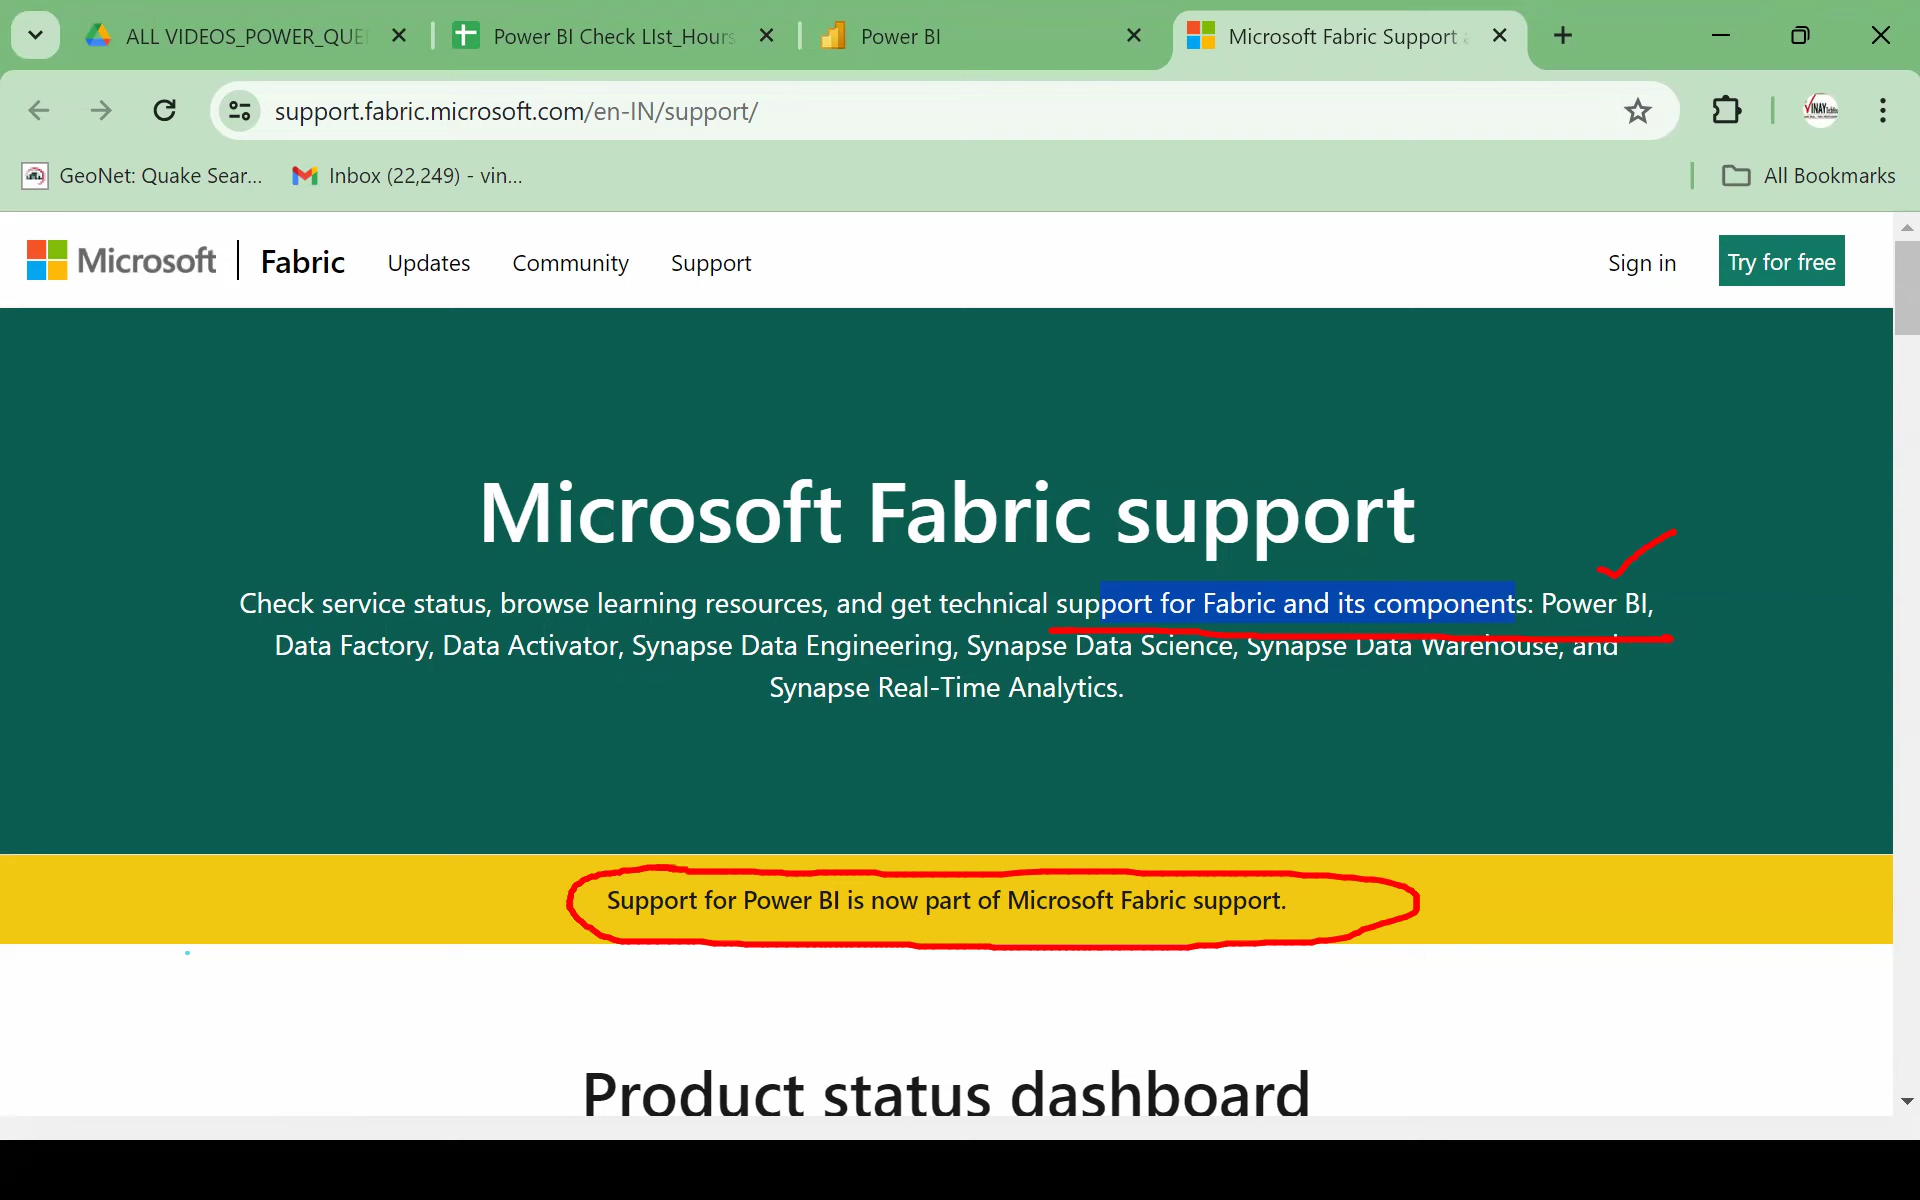 ALL VIDEOS_POWER_QUE
Power BI Check LIst_Hours
Power BI
Microsoft Fabric Support a
support.fabric.microsoft.com/en-IN/support/
VINAY
GeoNet: Quake Sear...
Inbox (22,249) - vin...
All Bookmarks
Microsoft
Fabric
Updates
Community
Support
Sign in
Try for free
Microsoft Fabric support
Check service status, browse learning resources, and get technical support for Fabric and its components: Power BI,
Data Factory, Data Activator, Synapse Data Engineering, Synapse Data Science, Synapse Data Warehouse, and
Synapse Real-Time Analytics.
Support for Power BI is now part of Microsoft Fabric support.
Product status dashboard